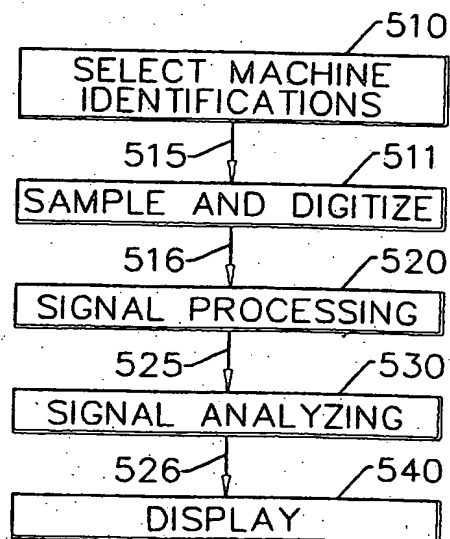 510
SELECT MACHINE
IDENTIFICATIONS
515
511
SAMPLE AND DIGITIZE
516
520
SIGNAL PROCESSING
525
530
SIGNAL ANALYZING
526
540
DISPLAY